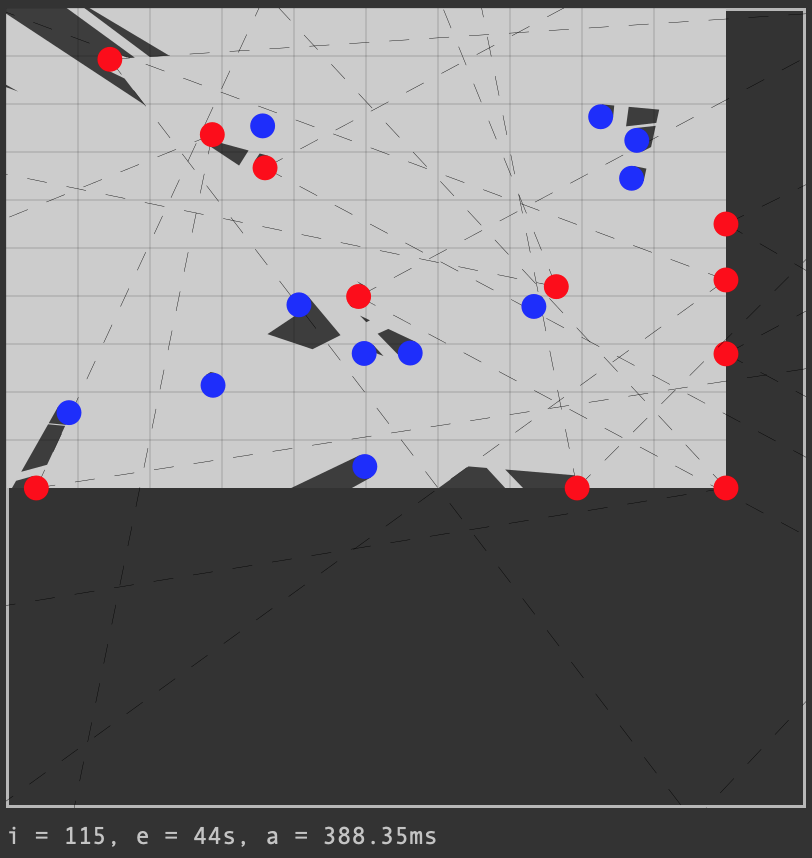 i = 115, e = 44s, a = 388.35ms